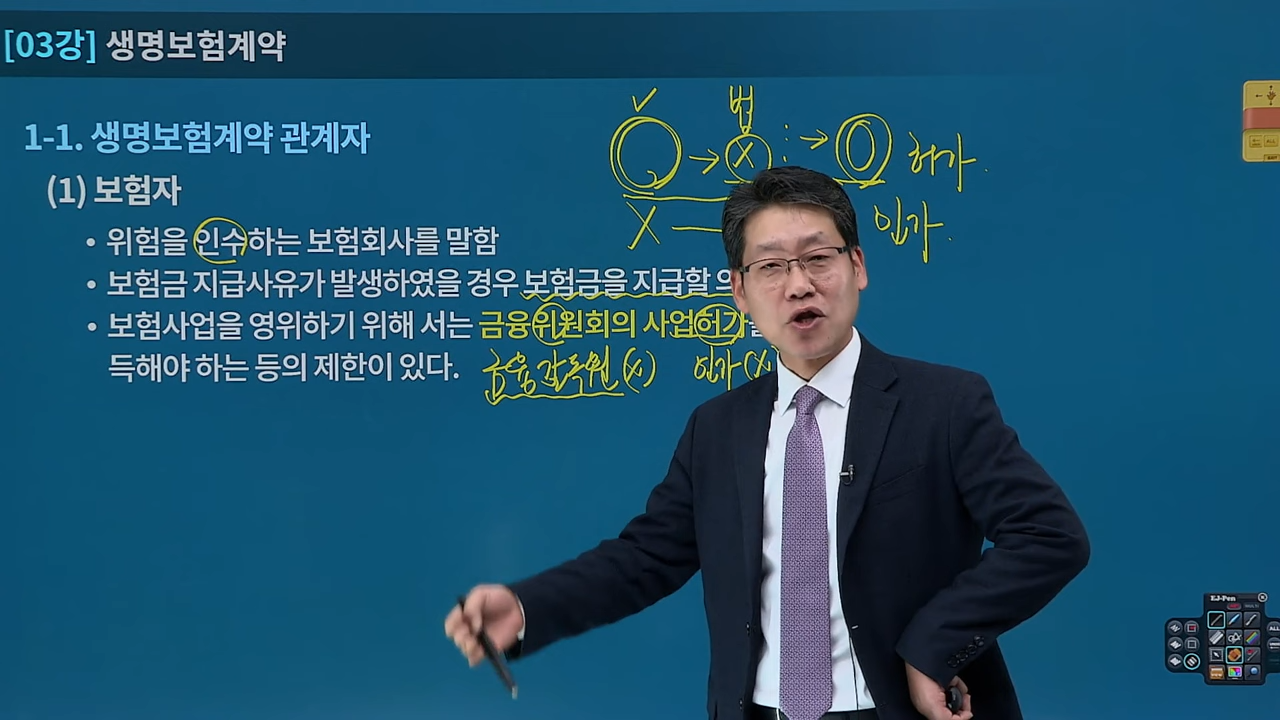 [03강] 생명보험계약
1-1. 생명보험계약 관계자
(1) 보험자
• 위험을 인수하는 보험회사를 말함
• 보험금 지급사유가 발생하였을 경우 보험금을 지급할 의
• 보험사업을 영위하기 위해 서는 금융위원회의 사업허가를
득해야 하는 등의 제한이 있다.
금융감독원(X) 인가(X)
법
X
허가.
X
인가.
EJ-Pen
ALL